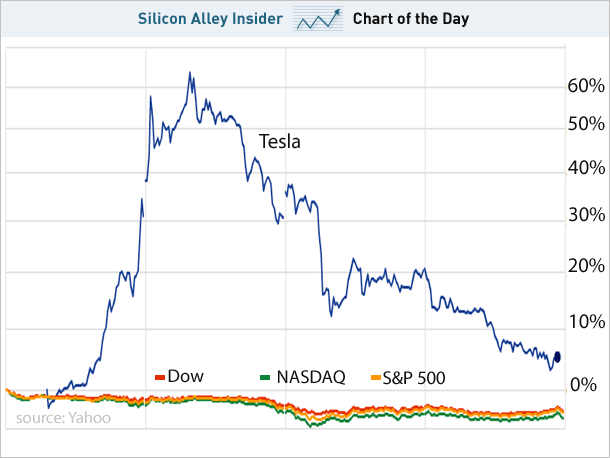 Silicon Alley Insider Chart of the Day
60%
50%
Tesla
40%
30%
20%
10%
Dow NASDAQ S&P 500
0%
source: Yahoo